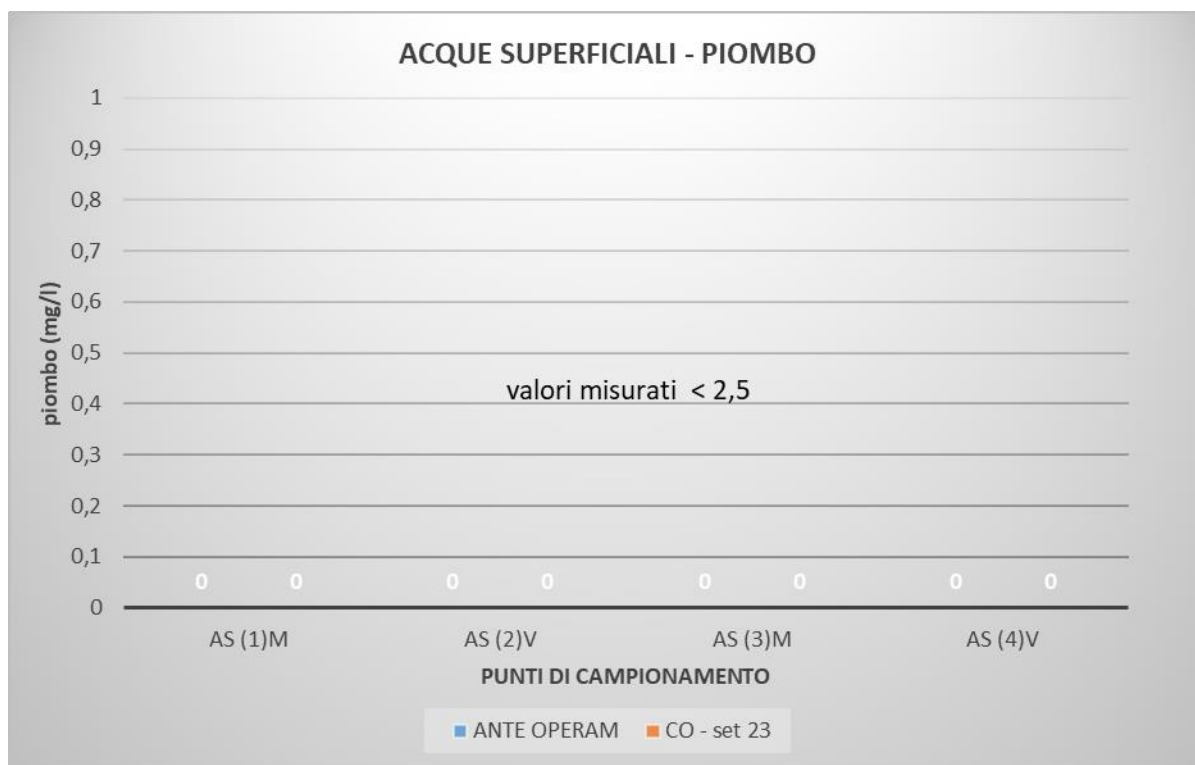 ACQUE SUPERFICIALI - PIOMBO
piombo (mg/l)
1
0,9
0,8
0,7
0,6
0,5
0,4
0,3
0,2
0,1
0
valori misurati < 2,5
0 0 0 0 0 0 0 0
AS (1)M AS (2)V AS (3)M AS (4)V
PUNTI DI CAMPIONAMENTO
ANTE OPERAM CO - set 23